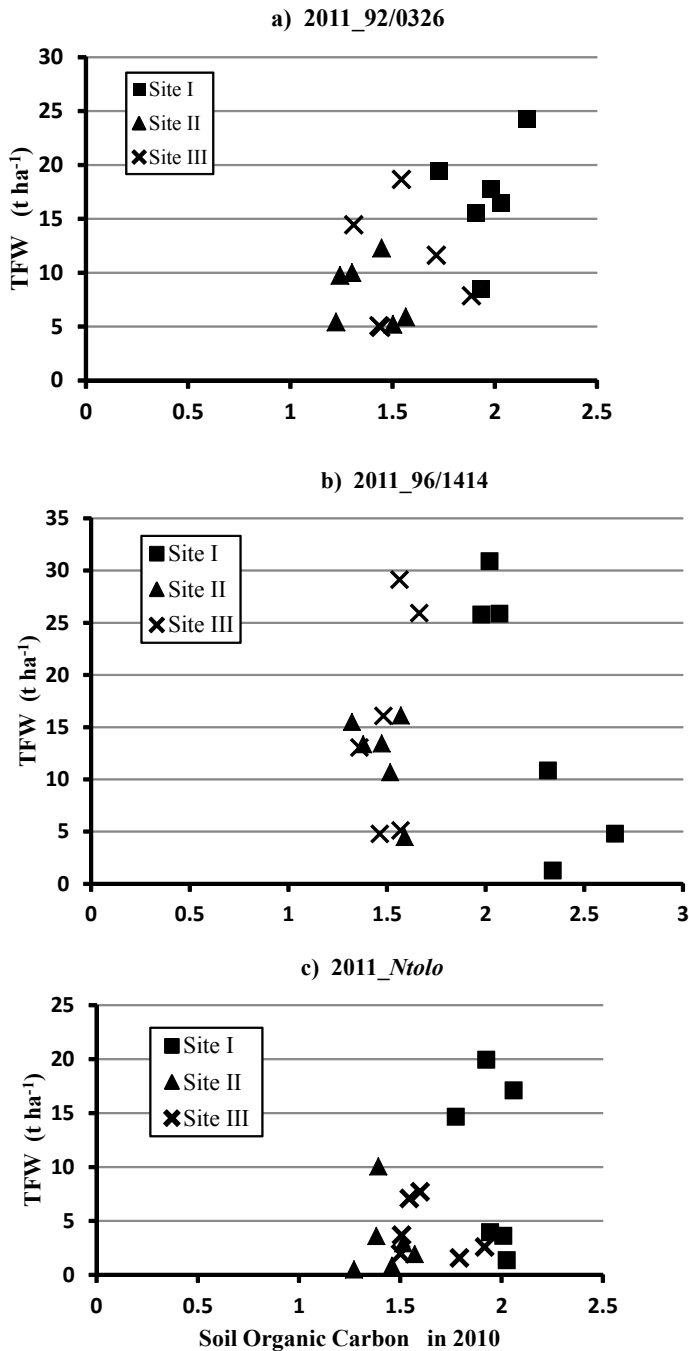 a) 2011_92/0326
30
25
20
15
10
5
0
TFW (t ha-1)
Site I
Site II
Site III
0 0.5 1 1.5 2 2.5
b) 2011_96/1414
35
30
25
20
15
10
5
0
TFW (t ha-1)
Site I
Site II
Site III
0 0.5 1 1.5 2 2.5 3
c) 2011_Ntolo
25
20
15
10
5
0
TFW (t ha-1)
Site I
Site II
Site III
0 0.5 1 1.5 2 2.5
Soil Organic Carbon in 2010